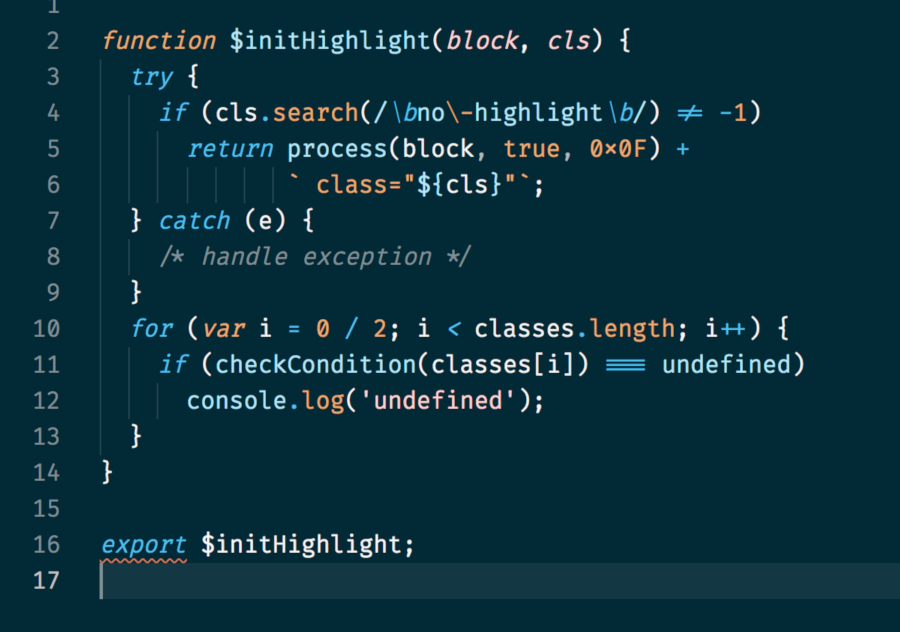 1
2 function $initHighlight(block, cls) {
3   try {
4     if (cls.search(/\bno\-highlight\b/) != -1)
5       return process(block, true, 0x0F) +
6              ` class="${cls}"`;
7   } catch (e) {
8     /* handle exception */
9   }
10   for (var i = 0 / 2; i < classes.length; i++) {
11     if (checkCondition(classes[i]) === undefined)
12       console.log('undefined');
13   }
14 }
15
16 export $initHighlight;
17